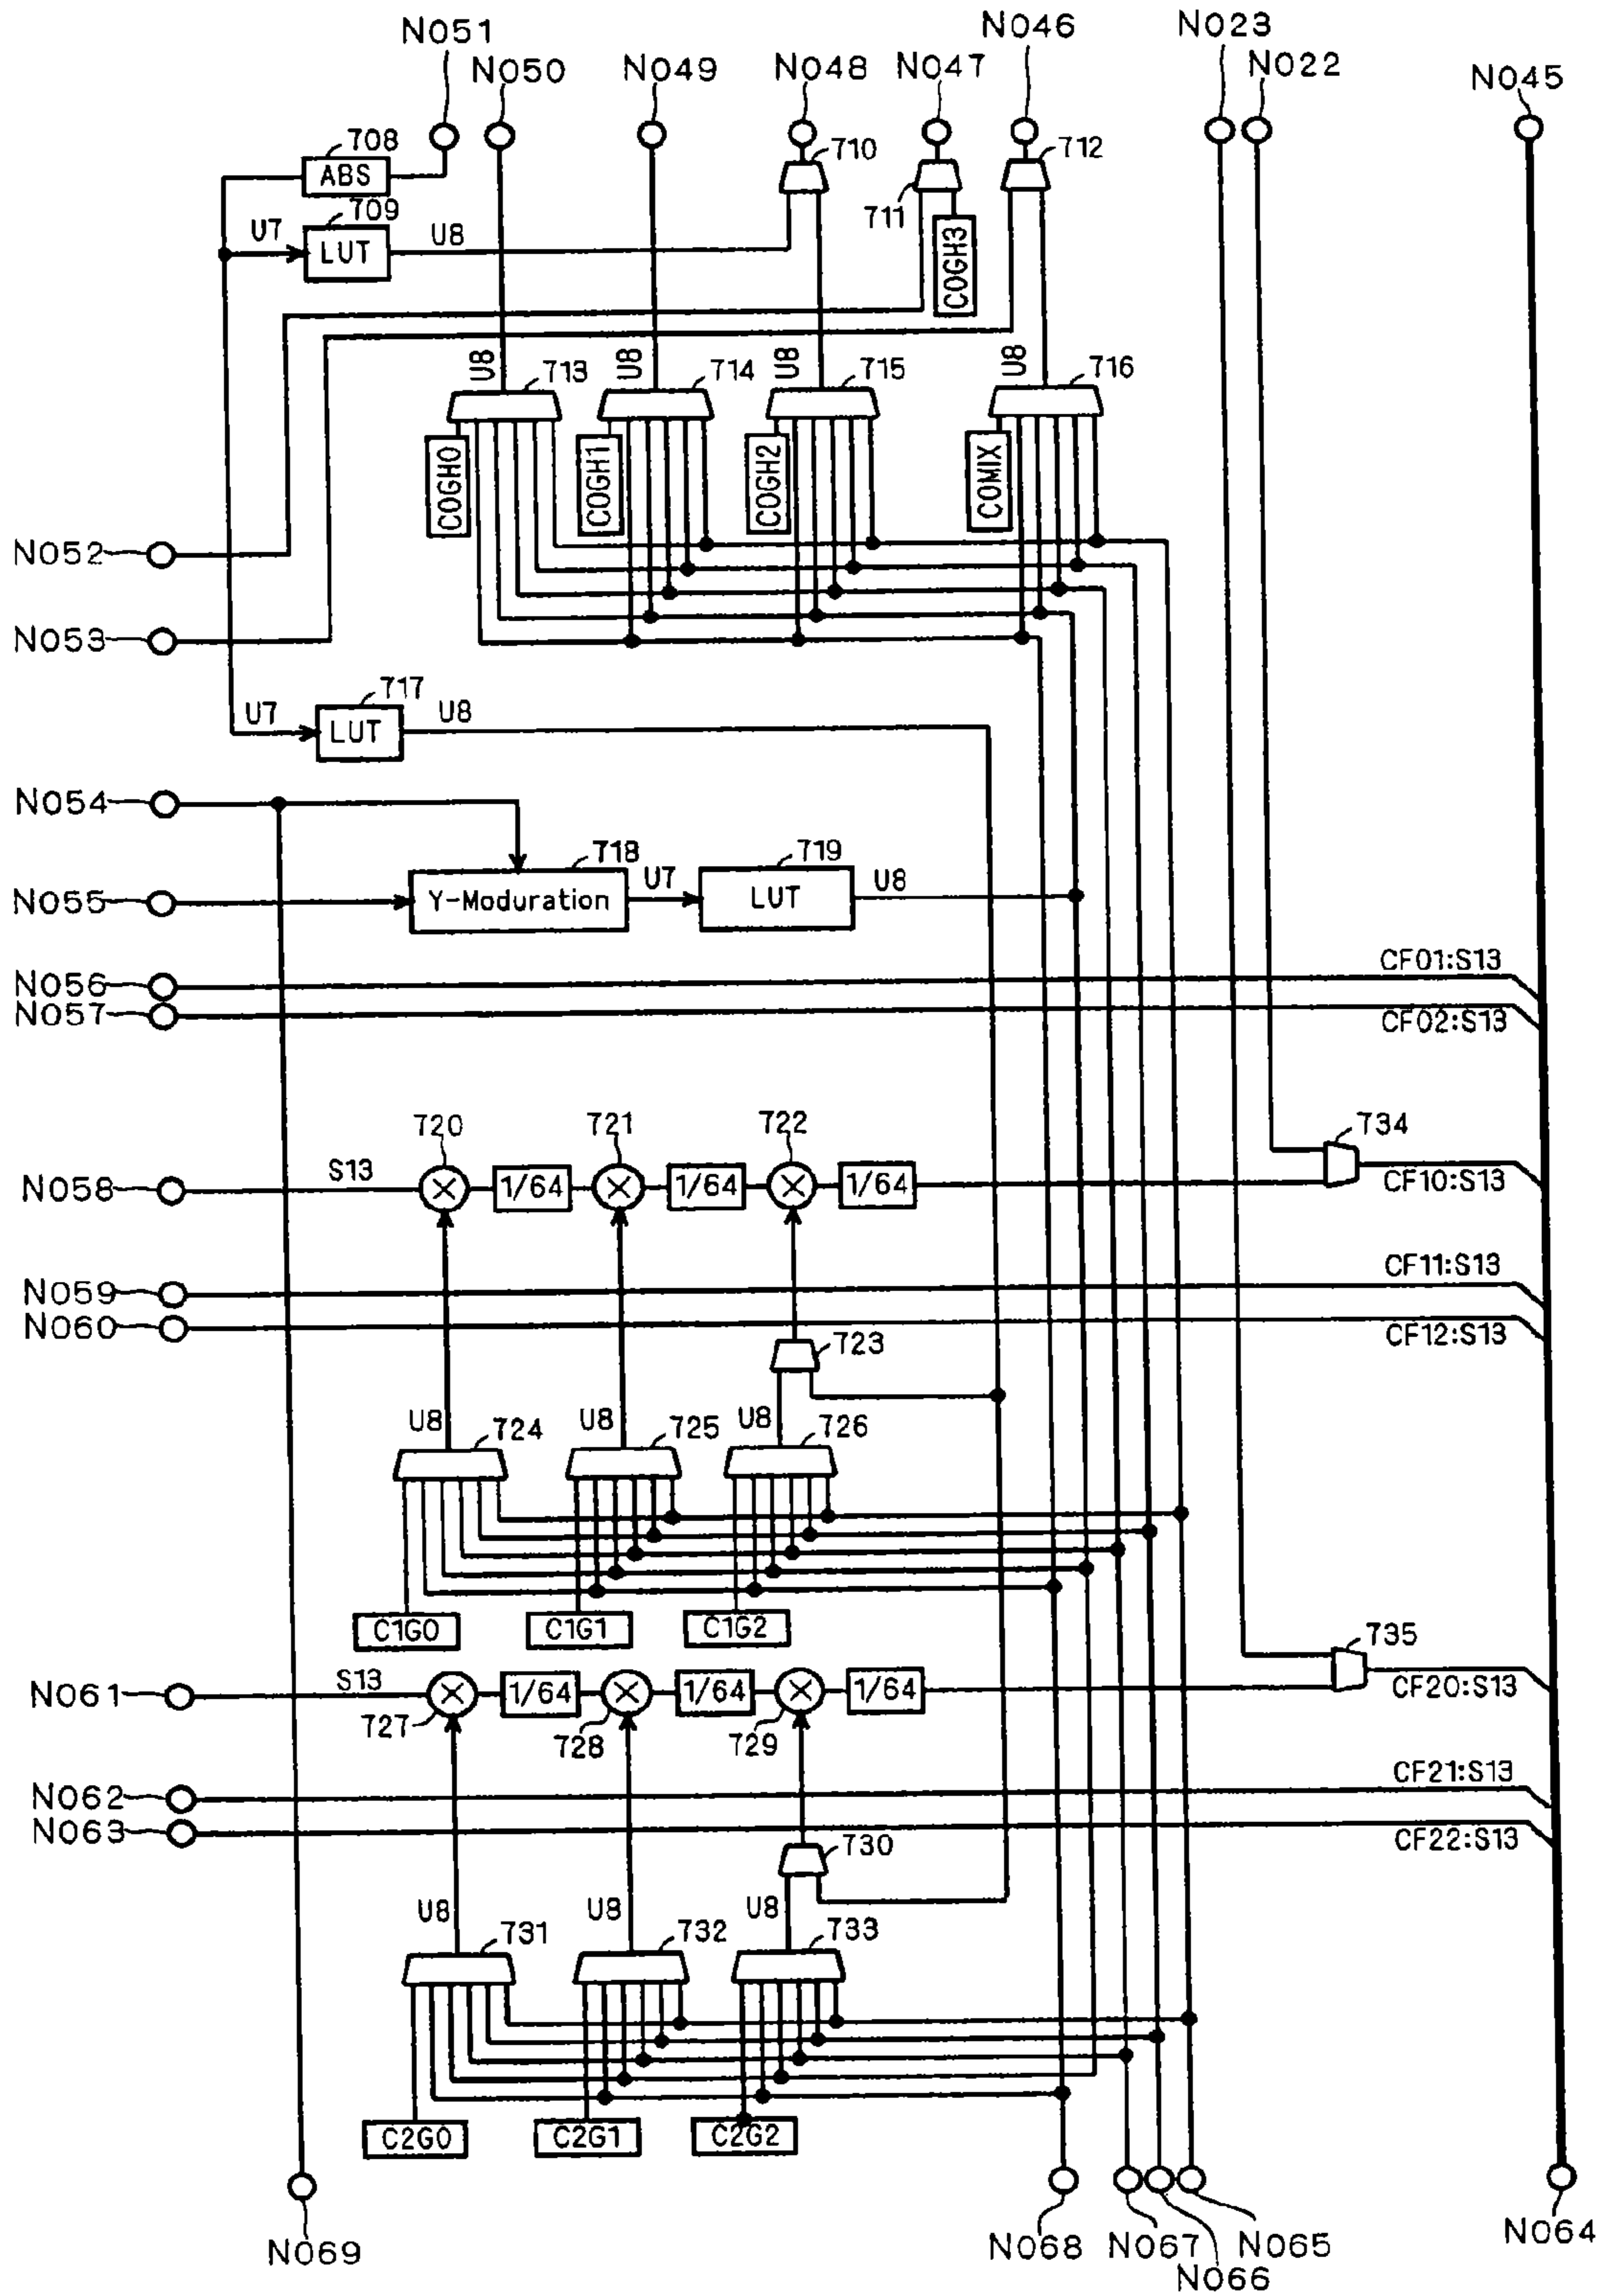 N051
N050
N049
N048
N047
N046
N023
N022
N045
708
ABS
710
712
709
711
U7
LUT
U8
COGH3
U8
713
U8
714
U8
715
U8
716
COGH0
COGH1
COGH2
COMIX
N052
N053
717
U7
LUT
U8
N054
718
719
N055
Y-Moduration
U7
LUT
U8
N056
CF01:S13
N057
CF02:S13
720
721
722
734
N058
S13
1/64
1/64
1/64
CF10:S13
N059
CF11:S13
N060
CF12:S13
723
U8
724
U8
725
U8
726
C1G0
C1G1
C1G2
735
N061
S13
1/64
1/64
1/64
CF20:S13
727
728
729
N062
CF21:S13
N063
CF22:S13
730
U8
731
U8
732
U8
733
C2G0
C2G1
C2G2
N069
N068
N067
N066
N065
N064